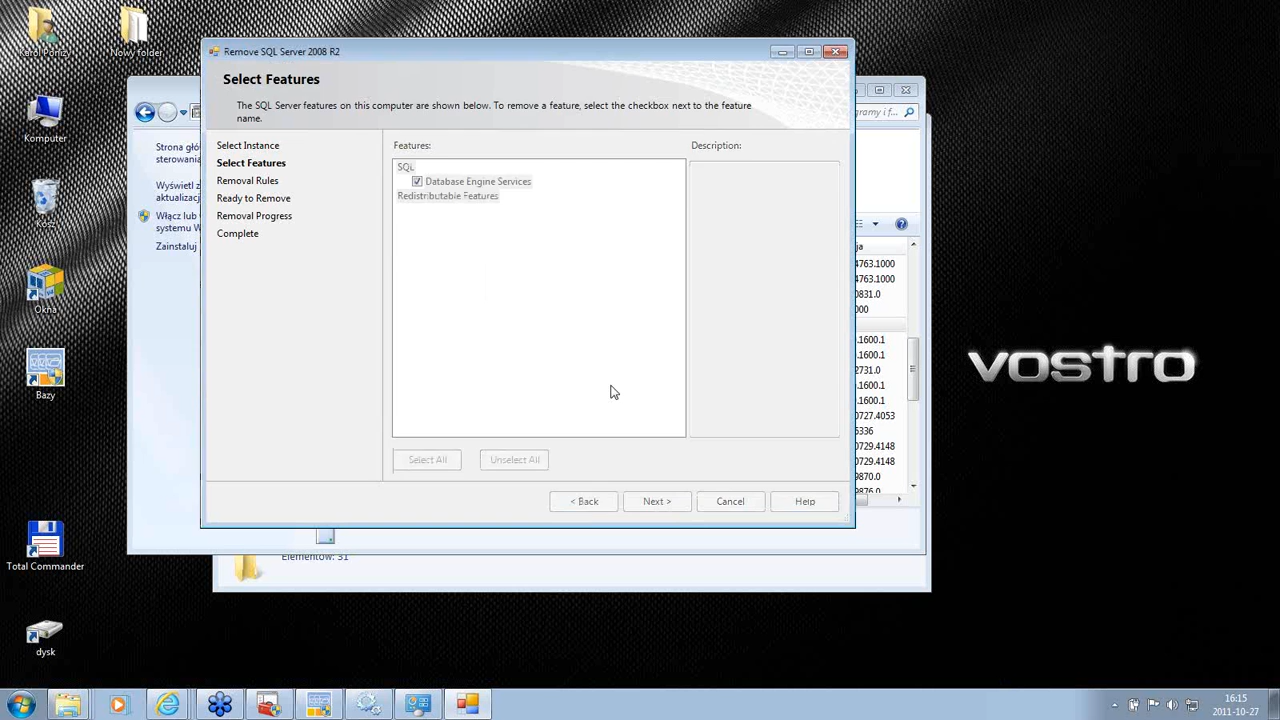 Nowy folder
Komputer
Kosz
Okna
Bazy
Total Commander
dysk
Remove SQL Server 2008 R2
Select Features
The SQL Server features on this computer are shown below. To remove a feature, select the checkbox next to the feature
name.
Select Instance
Select Features
Removal Rules
Ready to Remove
Removal Progress
Complete
Features:
SQL
Database Engine Services
Redistributable Features
Description:
Select All
Unselect All
< Back
Next >
Cancel
Help
Strona głó
sterowania
Wyświetl z
Włącz lub
systemu W
Zainstaluj
gramy i f...
ja
4763.1000
4763.1000
0831.0
000
.1600.1
.1600.1
2731.0
.1600.1
.1600.1
0727.4053
6336
0729.4148
0729.4148
9870.0
9876.0
Elementów: 31
vostro
16:15
2011-10-27